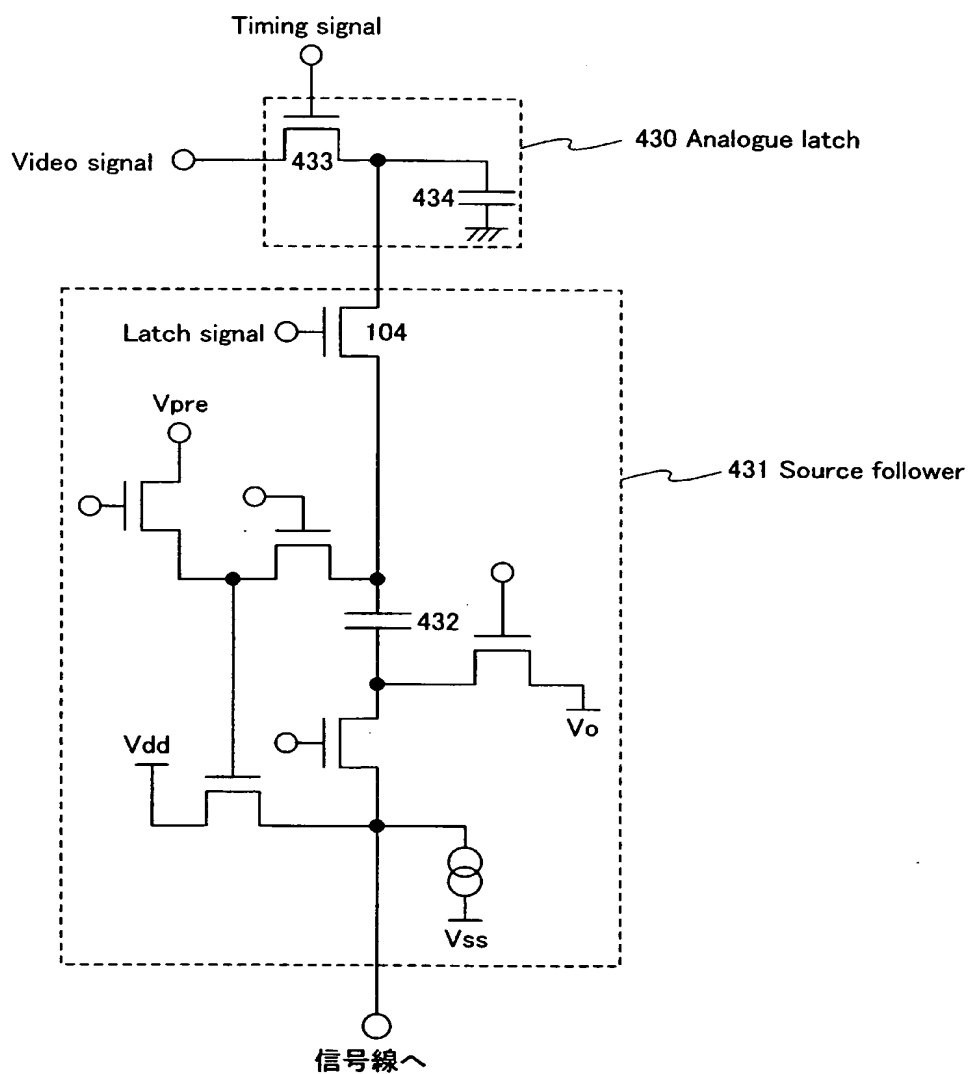 Timing signal
430 Analogue latch
Video signal
433
434
Latch signal
104
Vpre
431 Source follower
432
Vo
Vdd
Vss
信号線へ